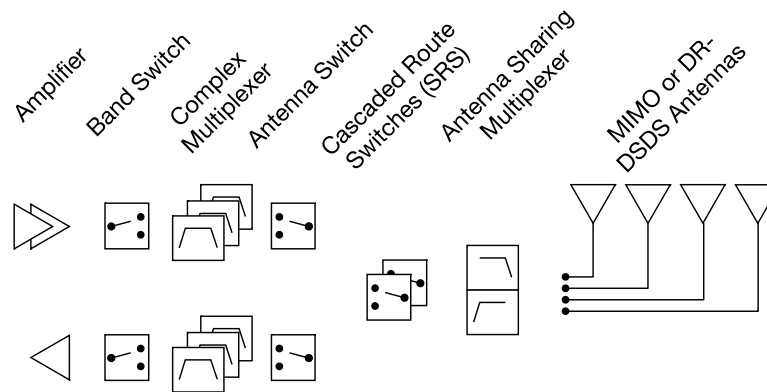 Amplifier
Band Switch
Complex
Multiplexer
Antenna Switch
Cascaded Route
Switches (SRS)
Antenna Sharing
Multiplexer
MIMO or DR-
DSDS Antennas